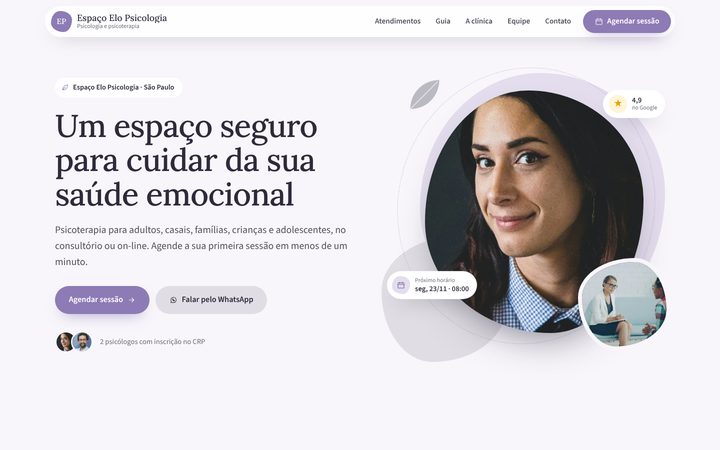 EP
Espaço Elo Psicologia
Psicologia e psicoterapia
Atendimentos
Guia
A clínica
Equipe
Contato
Agendar sessão
Espaço Elo Psicologia · São Paulo
Um espaço seguro
para cuidar da sua
saúde emocional
Psicoterapia para adultos, casais, famílias, crianças e adolescentes, no
consultório ou on-line. Agende a sua primeira sessão em menos de um
minuto.
Agendar sessão →
Falar pelo WhatsApp
2 psicólogos com inscrição no CRP
4,9
no Google
Próximo horário
seg, 23/11 · 08:00